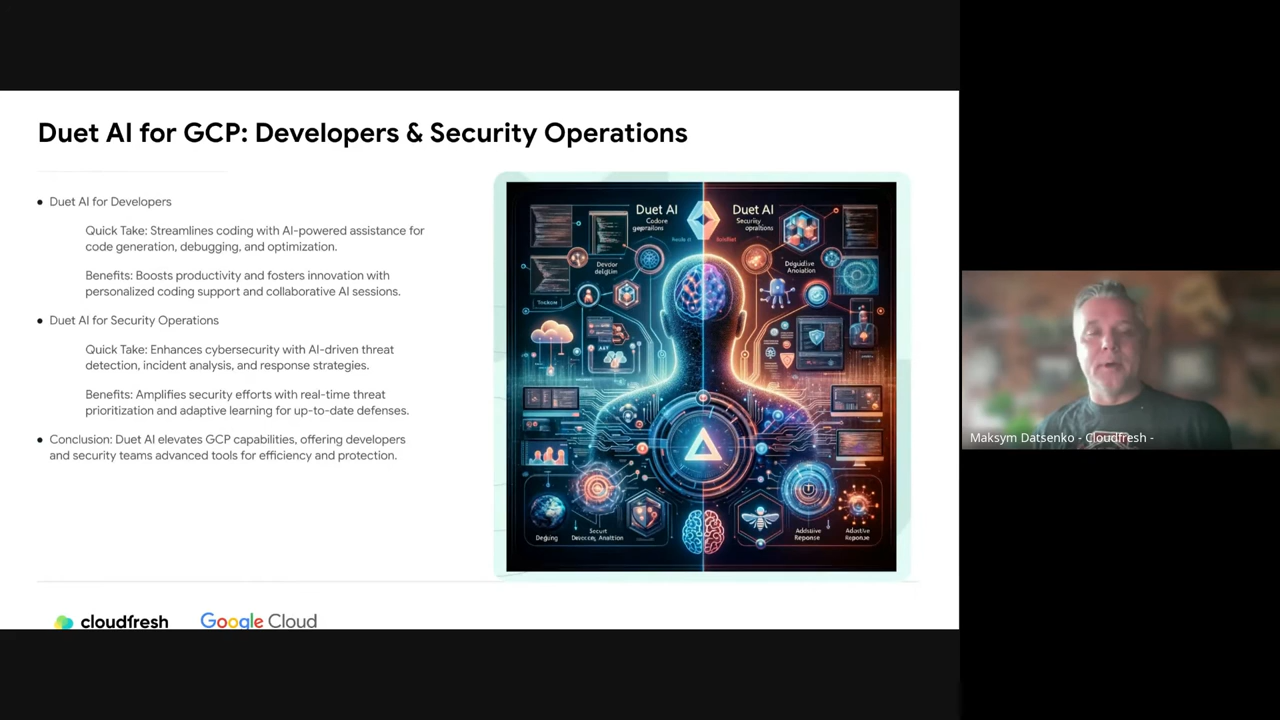 Duet AI for GCP: Developers & Security Operations
● Duet AI for Developers
Quick Take: Streamlines coding with AI-powered assistance for
code generation, debugging, and optimization.
Benefits: Boosts productivity and fosters innovation with
personalized coding support and collaborative AI sessions.
● Duet AI for Security Operations
Quick Take: Enhances cybersecurity with AI-driven threat
detection, incident analysis, and response strategies.
Benefits: Amplifies security efforts with real-time threat
prioritization and adaptive learning for up-to-date defenses.
● Conclusion: Duet AI elevates GCP capabilities, offering developers
and security teams advanced tools for efficiency and protection.
Duet AI
Duet AI
Security
Maksym Datsenko - Cloudfresh -
cloudfresh
Google Cloud